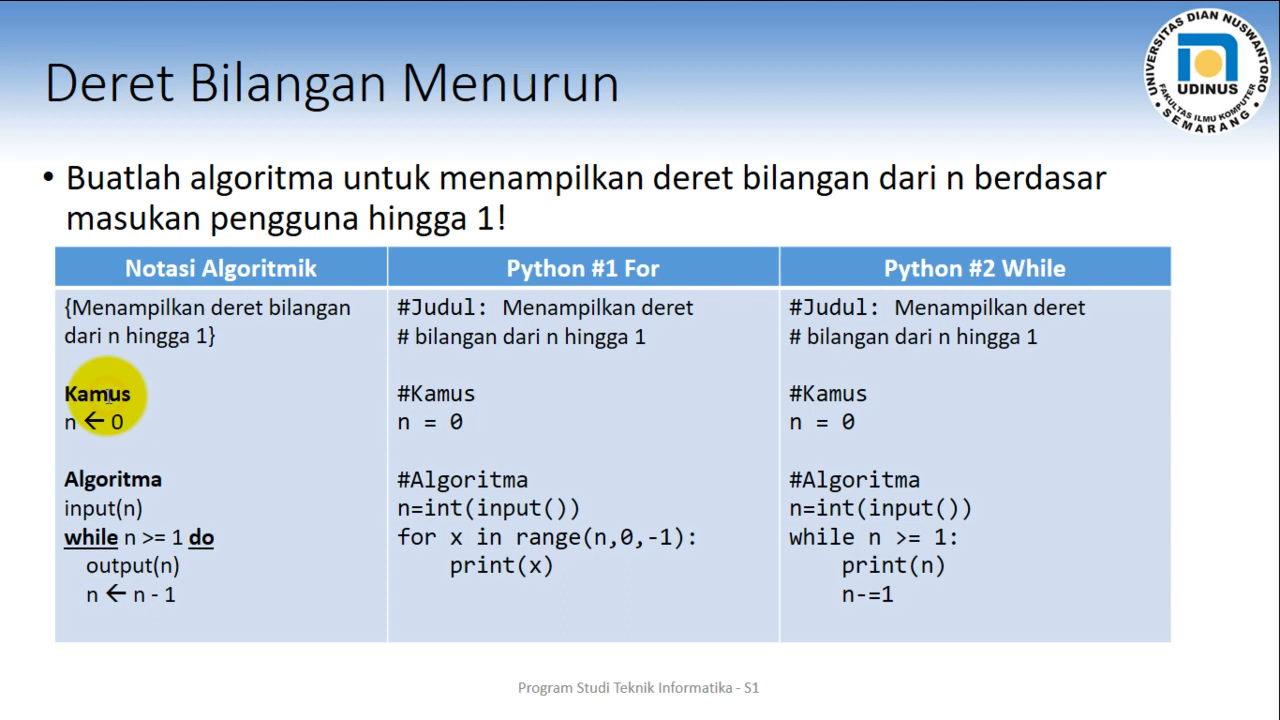 Deret Bilangan Menurun
UNIVERSITAS DIAN NUSWANTORO
UDINUS
FAKULTAS ILMU KOMPUTER
• SEMARANG •
• Buatlah algoritma untuk menampilkan deret bilangan dari n berdasar
masukan pengguna hingga 1!
Notasi Algoritmik
{Menampilkan deret bilangan
dari n hingga 1}
Kamus
n ← 0
Algoritma
input(n)
while n >= 1 do
output(n)
n ← n - 1
Python #1 For
#Judul: Menampilkan deret
# bilangan dari n hingga 1
#Kamus
n = 0
#Algoritma
n=int(input())
for x in range(n,0,-1):
print(x)
Python #2 While
#Judul: Menampilkan deret
# bilangan dari n hingga 1
#Kamus
n = 0
#Algoritma
n=int(input())
while n >= 1:
print(n)
n-=1
Program Studi Teknik Informatika - S1